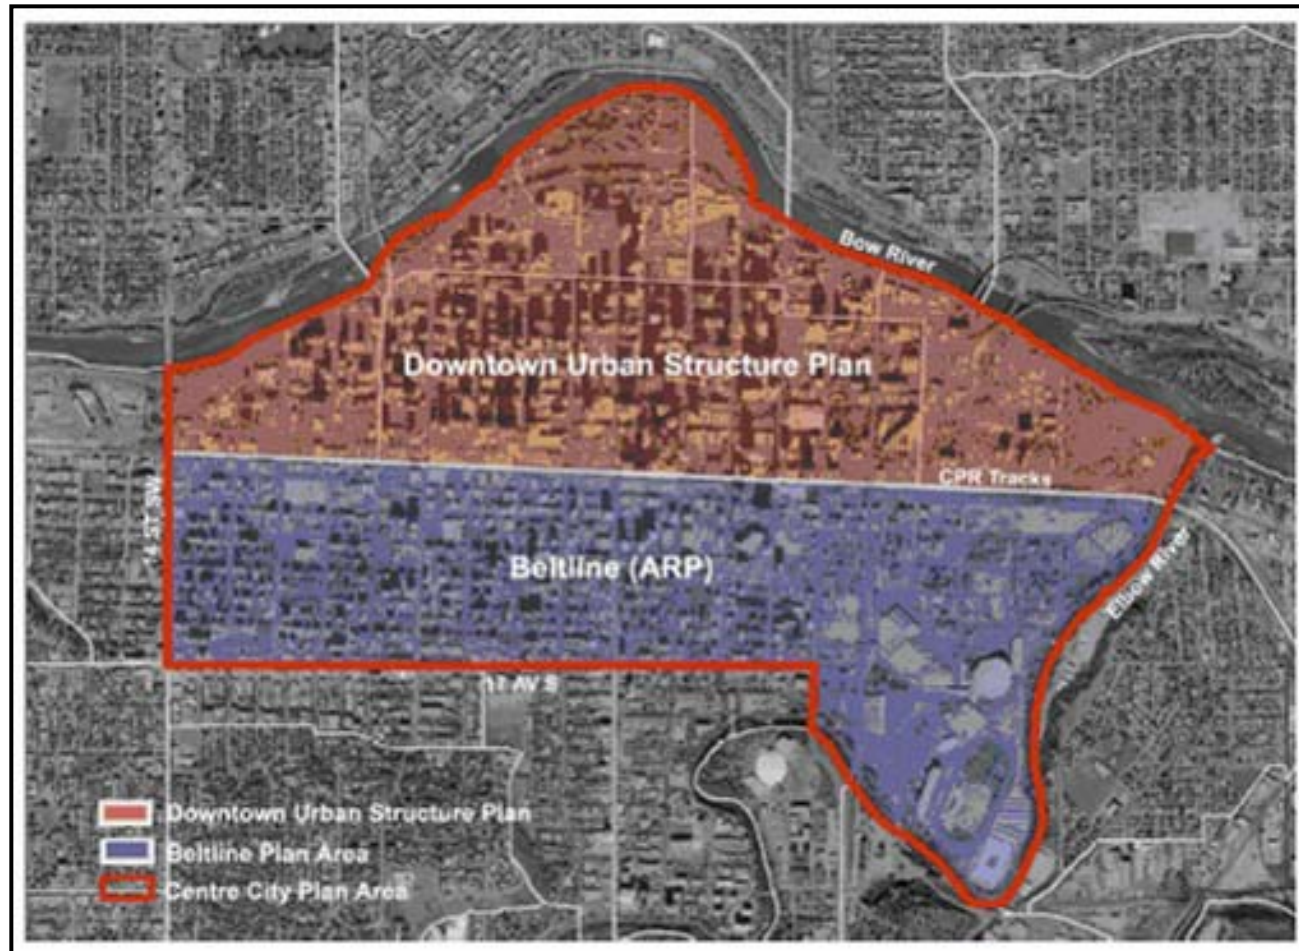 Bow River
Downtown Urban Structure Plan
CPR Tracks
14 ST SW
Beltline (ARP)
Elbow River
17 AV S
Downtown Urban Structure Plan
Beltline Plan Area
Centre City Plan Area